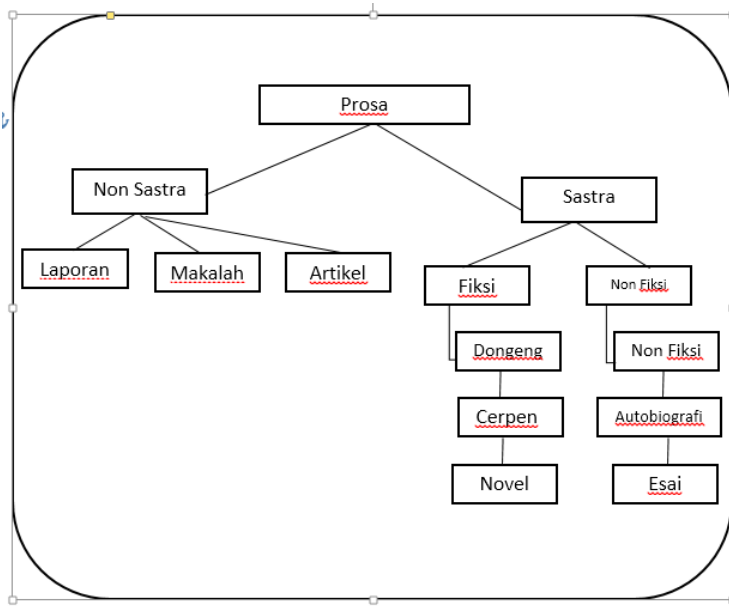 Prosa
Non Sastra
Sastra
Laporan
Makalah
Artikel
Fiksi
Non Fiksi
Dongeng
Non Fiksi
Cerpen
Autobiografi
Novel
Esai